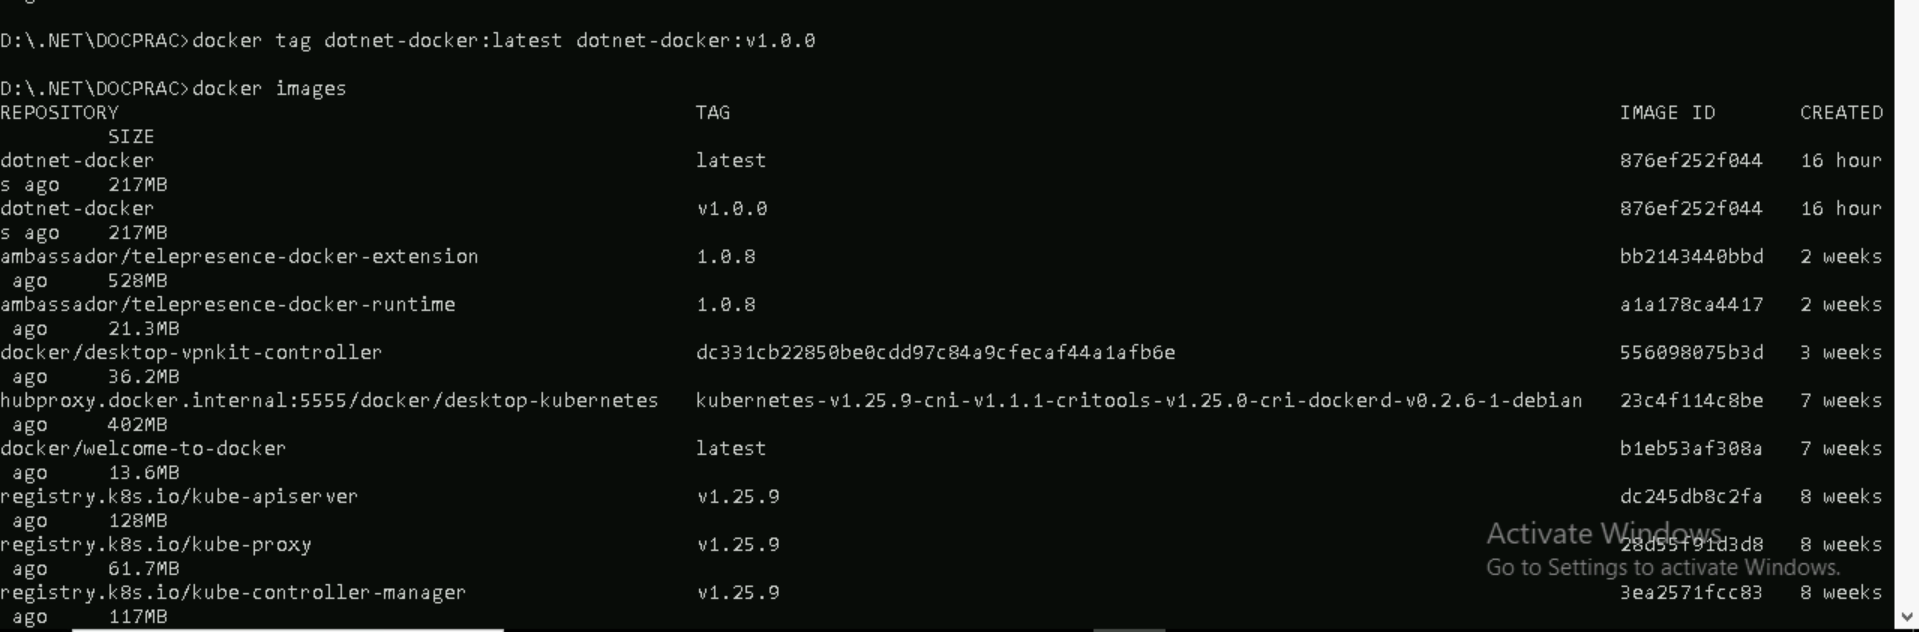 D:\.NET\DOCPRAC>docker tag dotnet-docker:latest dotnet-docker:v1.0.0
D:\.NET\DOCPRAC>docker images
REPOSITORY TAG IMAGE ID CREATED
SIZE
dotnet-docker latest 876ef252f044 16 hour
s ago 217MB
dotnet-docker v1.0.0 876ef252f044 16 hour
s ago 217MB
ambassador/telepresence-docker-extension 1.0.8 bb2143440bbd 2 weeks
ago 528MB
ambassador/telepresence-docker-runtime 1.0.8 a1a178ca4417 2 weeks
ago 21.3MB
docker/desktop-vpnkit-controller dc331cb22850be0cdd97c84a9cfecaf44a1afb6e 556098075b3d 3 weeks
ago 36.2MB
hubproxy.docker.internal:5555/docker/desktop-kubernetes kubernetes-v1.25.9-cni-v1.1.1-critools-v1.25.0-cri-dockerd-v0.2.6-1-debian 23c4f114c8be 7 weeks
ago 402MB
docker/welcome-to-docker latest b1eb53af308a 7 weeks
ago 13.6MB
registry.k8s.io/kube-apiserver v1.25.9 dc245db8c2fa 8 weeks
ago 128MB
Activate Windows
registry.k8s.io/kube-proxy v1.25.9 28d55f91d3d8 8 weeks
ago 61.7MB
Go to Settings to activate Windows.
registry.k8s.io/kube-controller-manager v1.25.9 3ea2571fcc83 8 weeks
ago 117MB